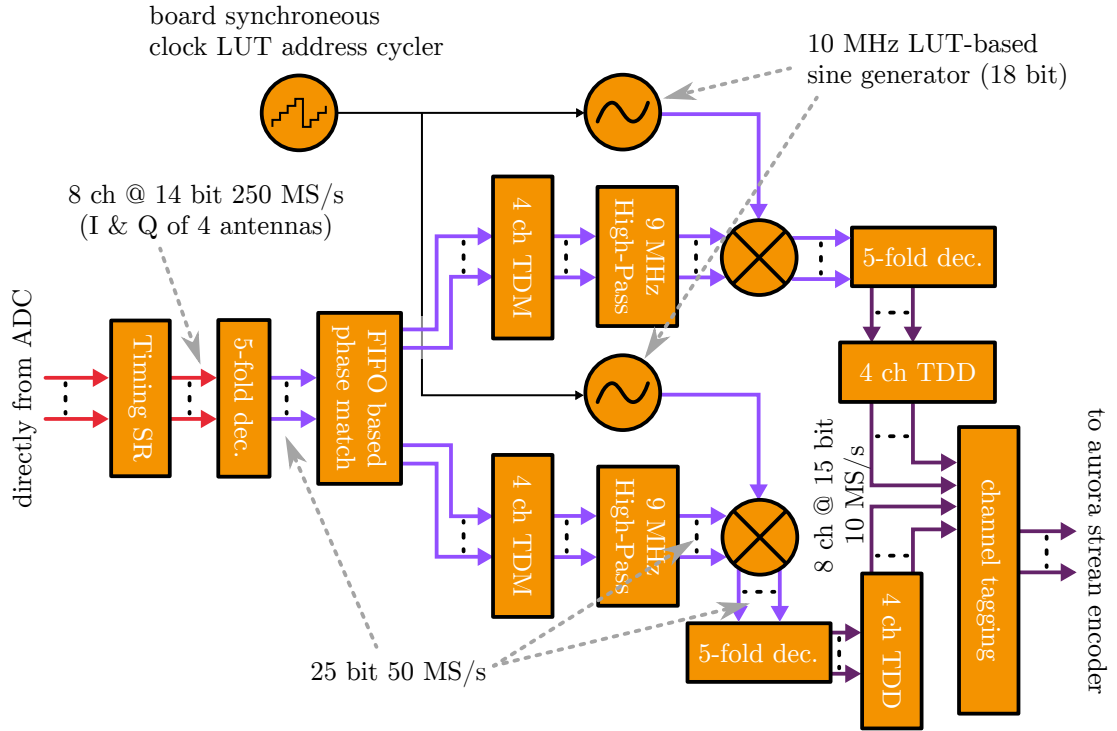 board synchroneous
clock LUT address cycler
10 MHz LUT-based
sine generator (18 bit)
8 ch @ 14 bit 250 MS/s
(I & Q of 4 antennas)
4 ch TDM
9 MHz
High-Pass
5-fold dec.
directly from ADC
Timing SR
5-fold dec.
FIFO based
phase match
4 ch TDD
4 ch TDM
9 MHz
High-Pass
8 ch @ 15 bit
10 MS/s
channel tagging
to aurora strean encoder
25 bit 50 MS/s
5-fold dec.
4 ch TDD